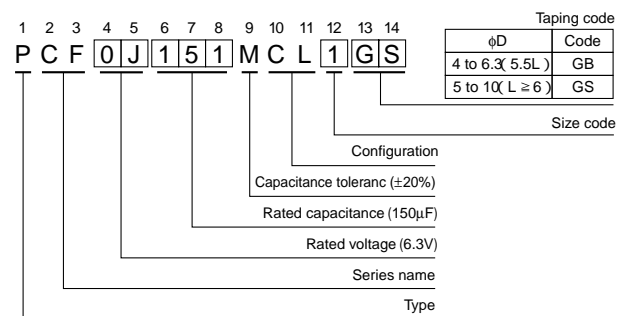 Taping code
1 2 3 4 5 6 7 8 9 10 11 12 13 14
P C F 0 J 1 5 1 M C L 1 G S
φD Code
4 to 6.3( 5.5L ) GB
5 to 10( L ≧ 6 ) GS
Size code
Configuration
Capacitance toleranc (±20%)
Rated capacitance (150μF)
Rated voltage (6.3V)
Series name
Type